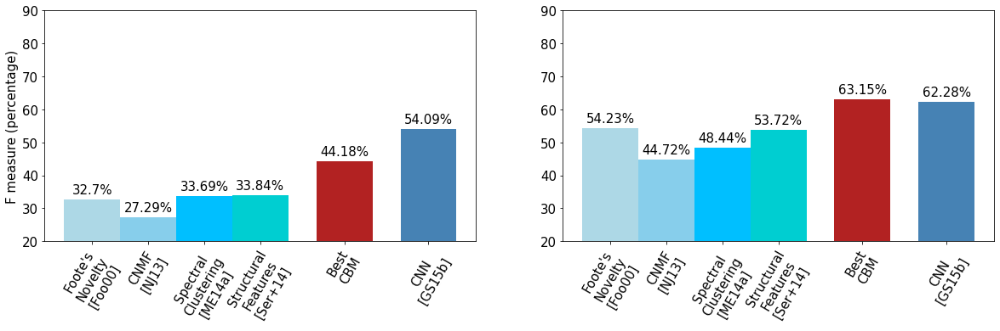 F measure (percentage)
90
80
70
60
50
40
30
20
32.7%
27.29%
33.69%
33.84%
44.18%
54.09%
Foote's
Novelty
[Foo00]
CNMF
[NJ13]
Spectral
Clustering
[ME14a]
Structural
Features
[Ser+14]
Best
CBM
CNN
[GS15b]
90
80
70
60
50
40
30
20
54.23%
44.72%
48.44%
53.72%
63.15%
62.28%
Foote's
Novelty
[Foo00]
CNMF
[NJ13]
Spectral
Clustering
[ME14a]
Structural
Features
[Ser+14]
Best
CBM
CNN
[GS15b]